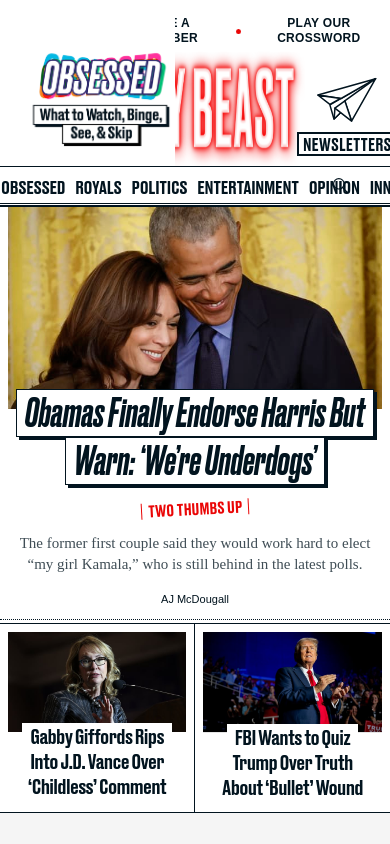 E A
BER
PLAY OUR
CROSSWORD
OBSESSED
What to Watch, Binge,
See, & Skip
Y BEAST
NEWSLETTERS
OBSESSED ROYALS POLITICS ENTERTAINMENT OPINION INN
Obamas Finally Endorse Harris But
Warn: ‘We’re Underdogs’
TWO THUMBS UP
The former first couple said they would work hard to elect
“my girl Kamala,” who is still behind in the latest polls.
AJ McDougall
Gabby Giffords Rips
Into J.D. Vance Over
‘Childless’ Comment
FBI Wants to Quiz
Trump Over Truth
About ‘Bullet’ Wound